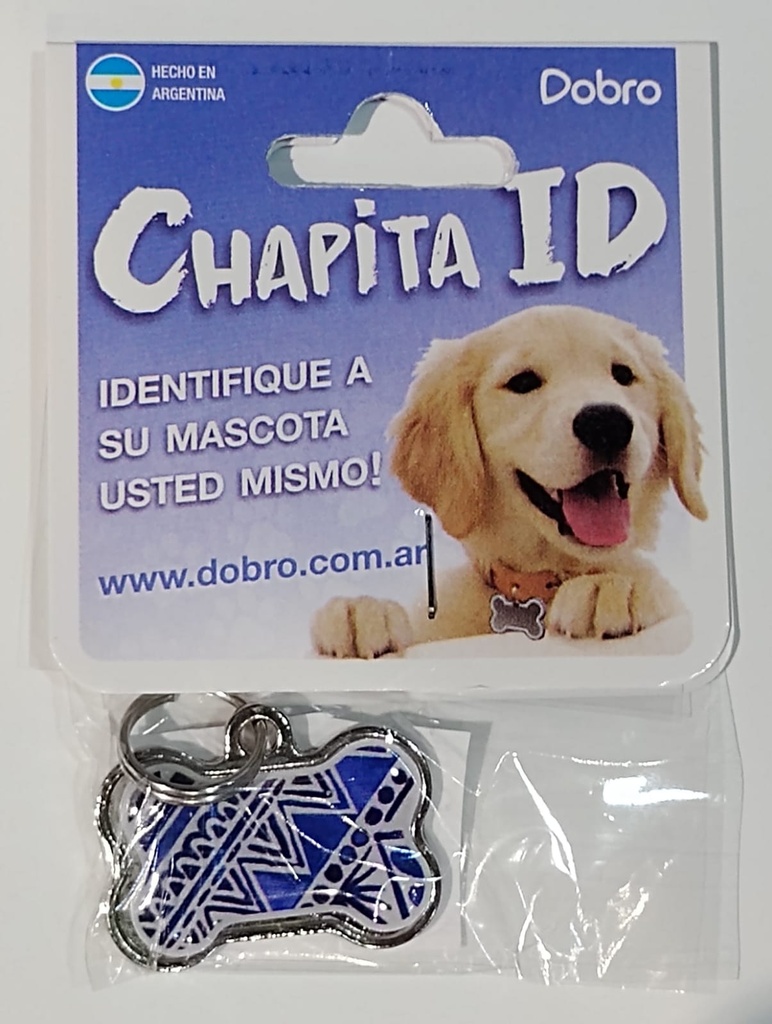 HECHO EN
ARGENTINA
Dobro
CHAPiTA ID
IDENTIFIQUE A
SU MASCOTA
USTED MISMO!
www.dobro.com.ar